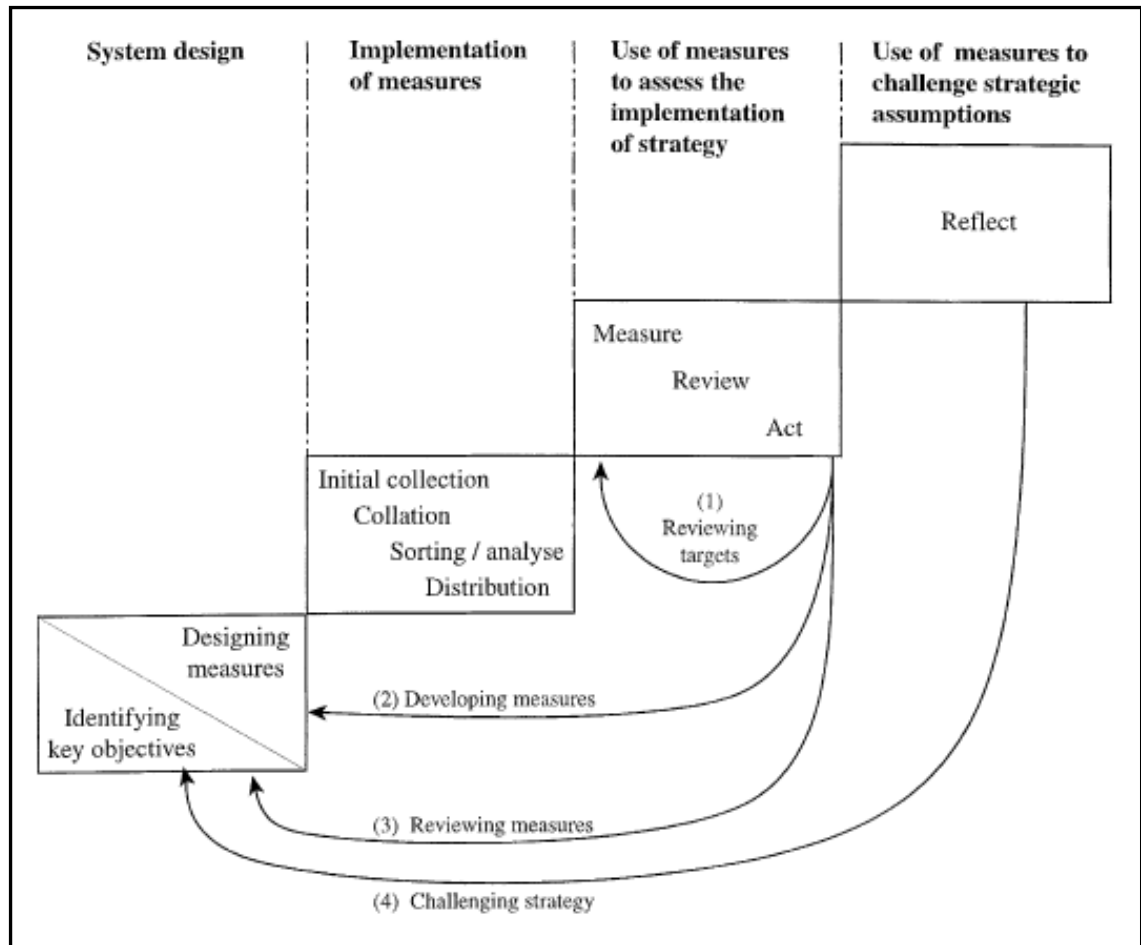 System design
Implementation
of measures
Use of measures
to assess the
implementation
of strategy
Use of measures to
challenge strategic
assumptions
Reflect
Measure
Review
Act
Initial collection
Collation
Sorting / analyse
Distribution
(1)
Reviewing
targets
Designing
measures
Identifying
key objectives
(2) Developing measures
(3) Reviewing measures
(4) Challenging strategy